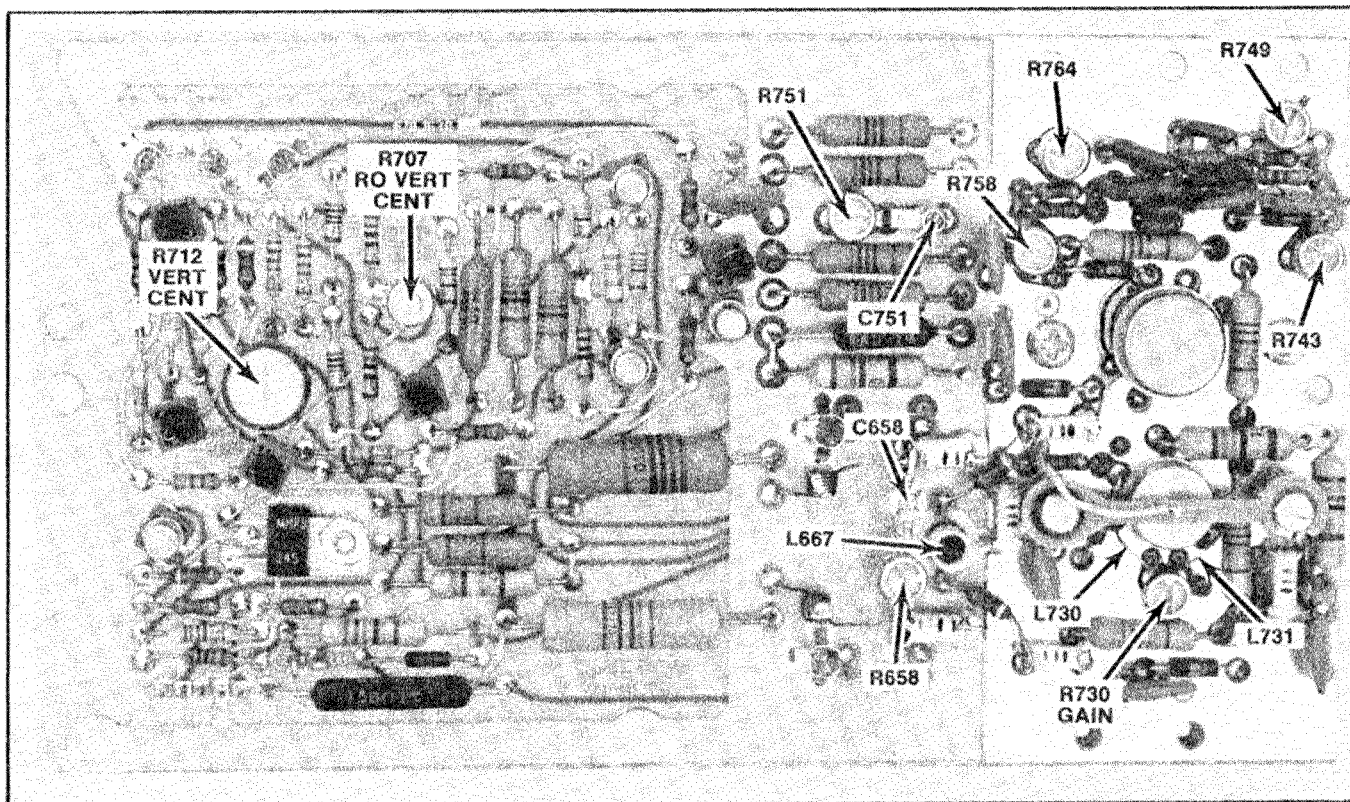 R749
R764
R751
R707
RO VERT
CENT
R758
R712
VERT
CENT
C751
R743
C658
L667
L730
L731
R658
R730
GAIN